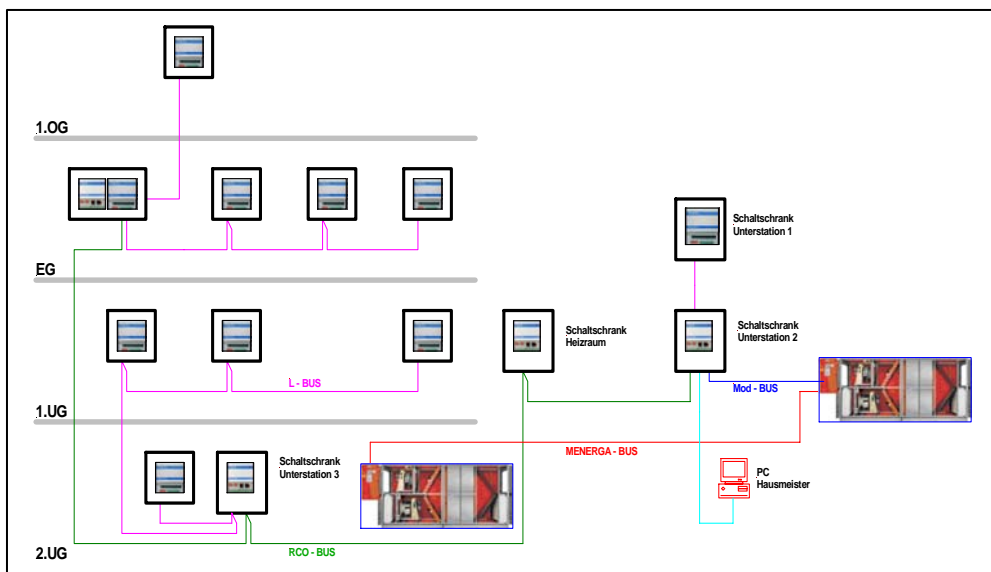 1.OG
Schaltschrank
Unterstation 1
EG
Schaltschrank
Heizraum
Schaltschrank
Unterstation 2
L - BUS
Mod - BUS
1.UG
MENERGA - BUS
Schaltschrank
Unterstation 3
PC
Hausmeister
RCO - BUS
2.UG